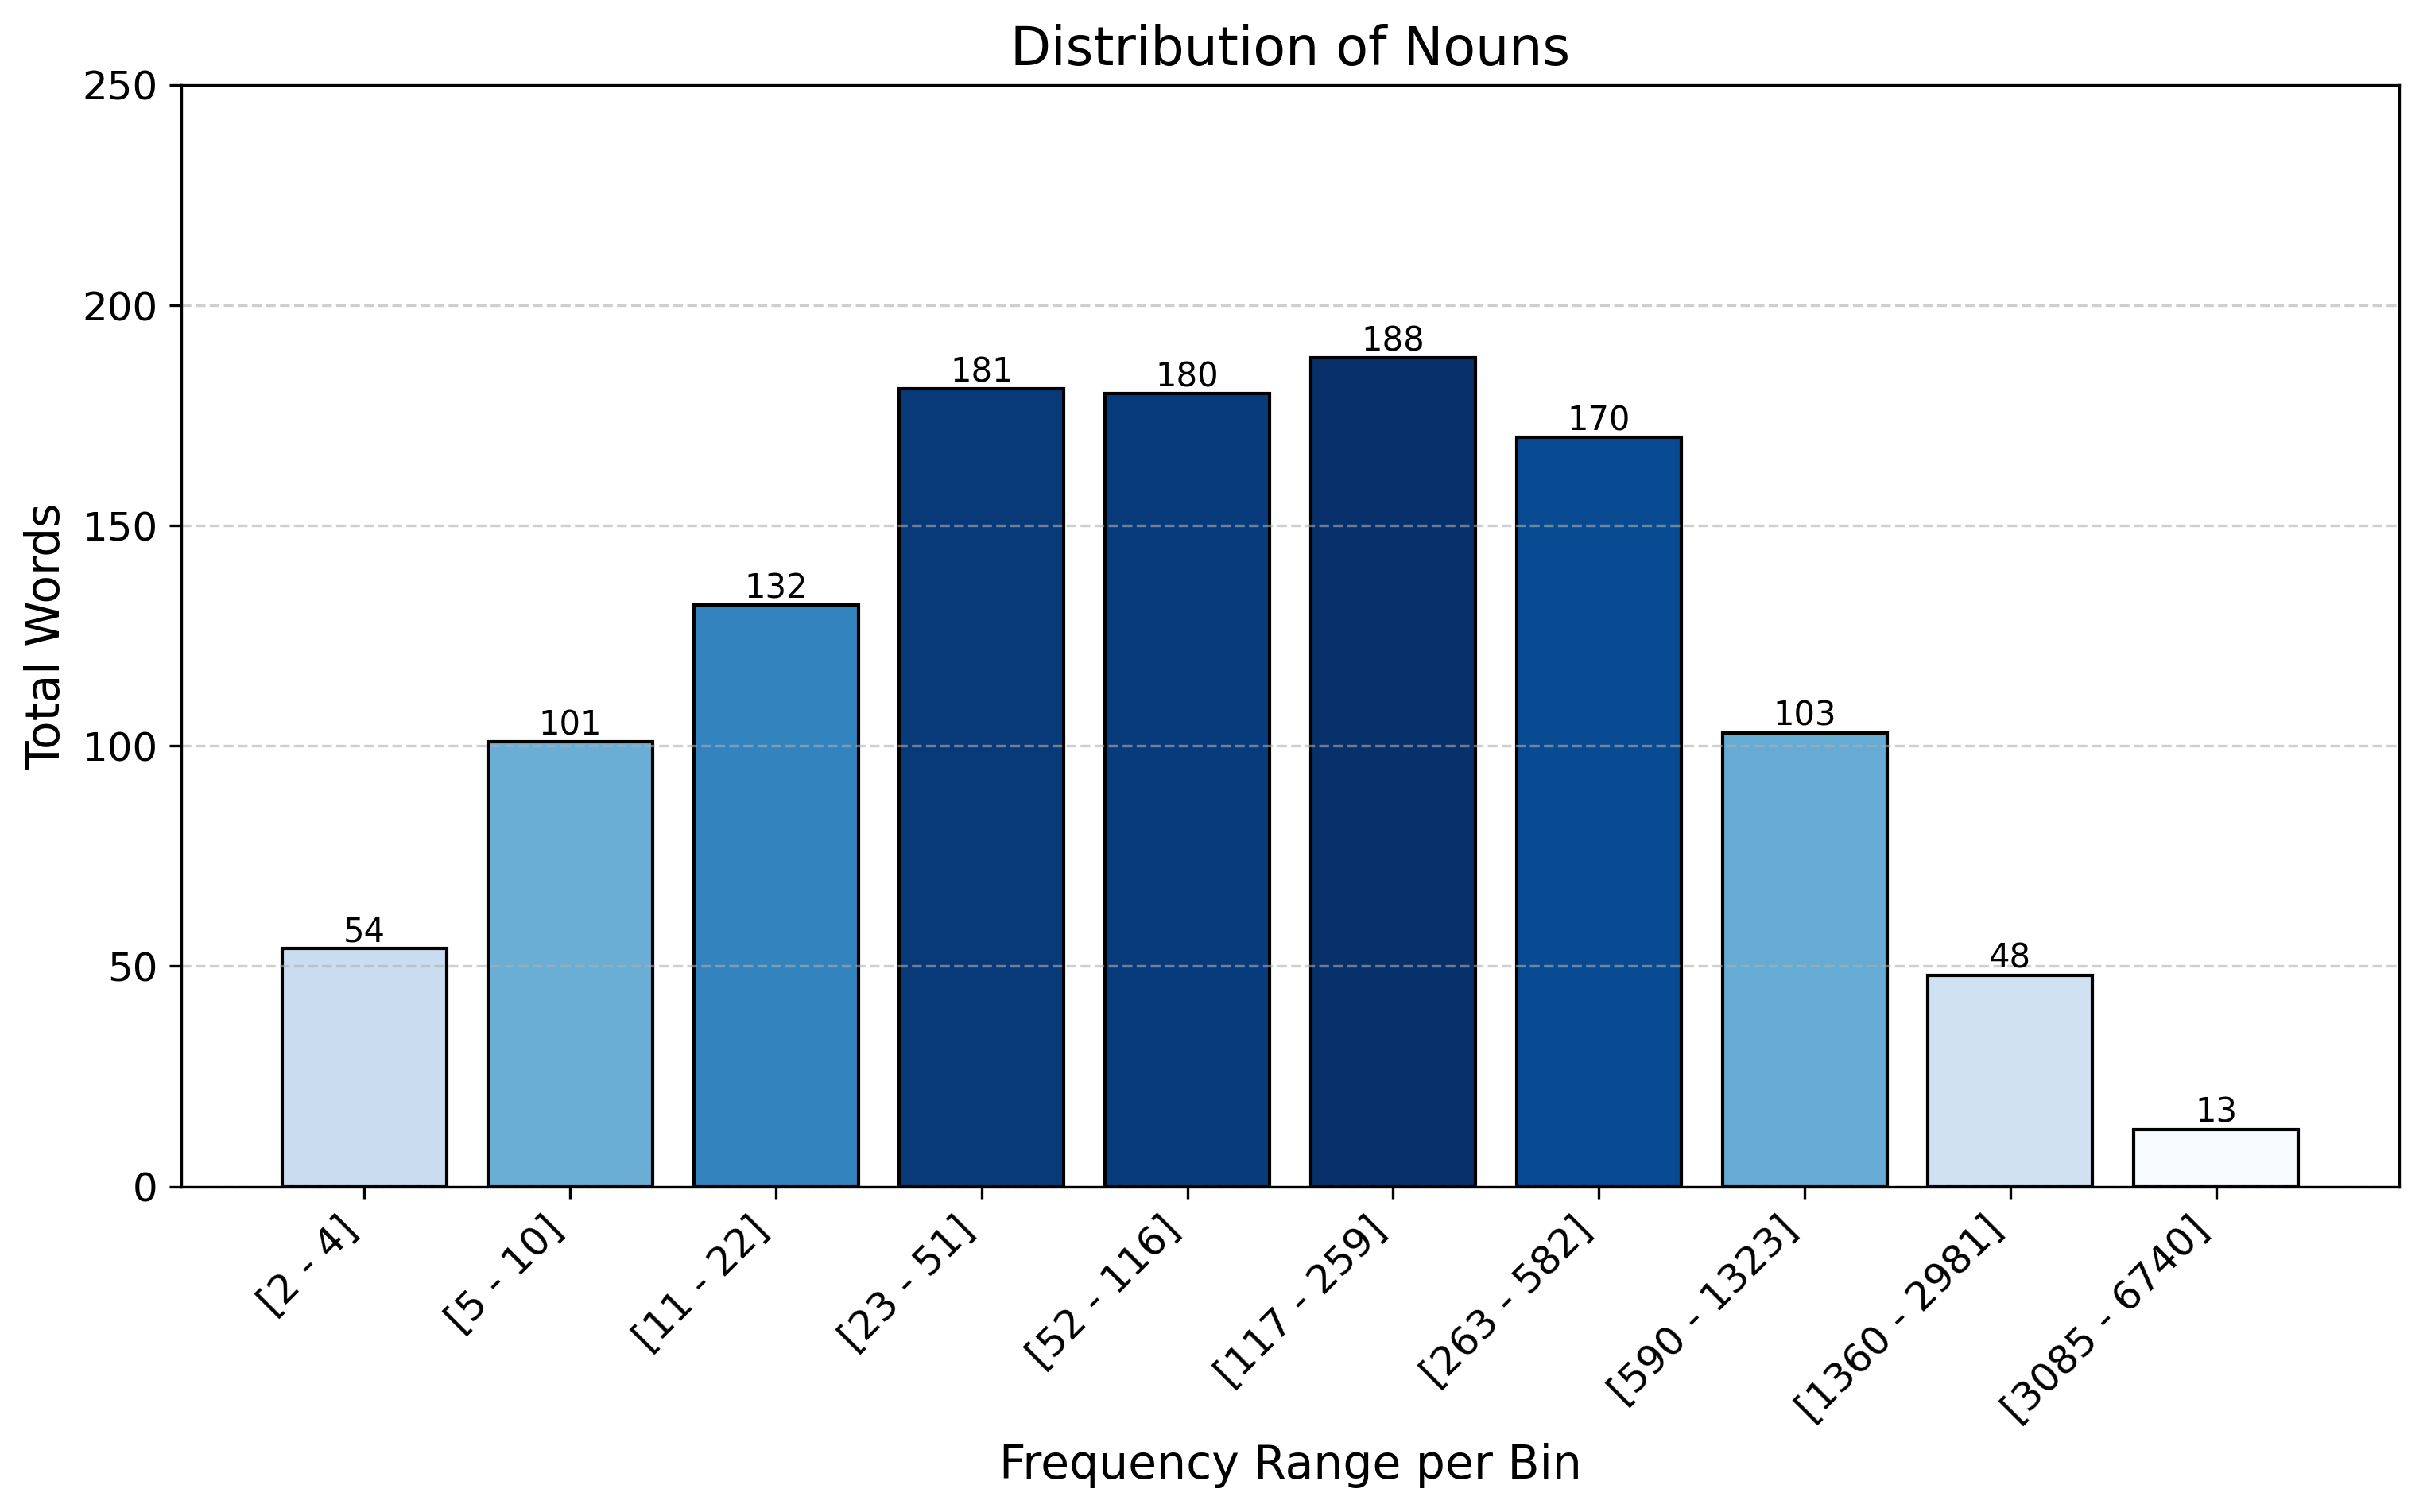 Distribution of Nouns
250
200
150
100
50
0
Total Words
54
101
132
181
180
188
170
103
48
13
[2 - 4]
[5 - 10]
[11 - 22]
[23 - 51]
[52 - 116]
[117 - 259]
[263 - 582]
[590 - 1323]
[1360 - 2981]
[3085 - 6740]
Frequency Range per Bin